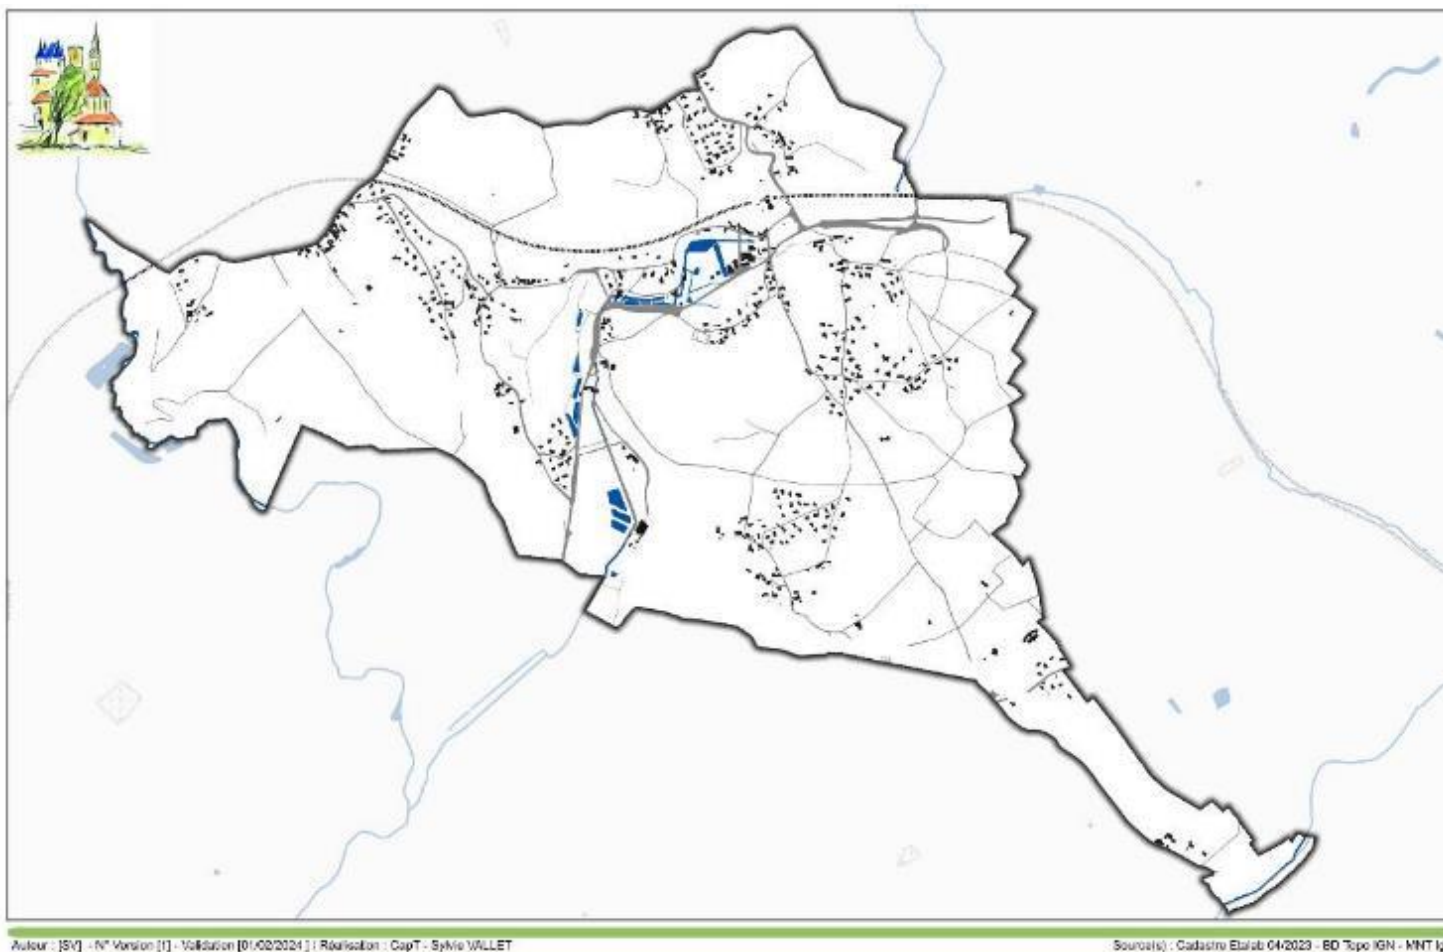 Auteur : [SV] - N° Version [1] - Validation [01/02/2024] | Réalisation : CapT - Sylvie VALLET
Source(s) : Cadastre Etalab 04/2023 - BD Topo IGN - MNT